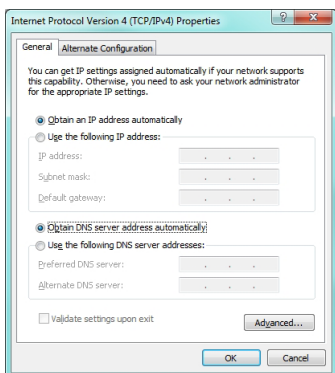 Internet Protocol Version 4 (TCP/IPv4) Properties
General
Alternate Configuration
You can get IP settings assigned automatically if your network supports
this capability. Otherwise, you need to ask your network administrator
for the appropriate IP settings.
Obtain an IP address automatically
Use the following IP address:
IP address:
Subnet mask:
Default gateway:
Obtain DNS server address automatically
Use the following DNS server addresses:
Preferred DNS server:
Alternate DNS server:
Validate settings upon exit
Advanced...
OK
Cancel